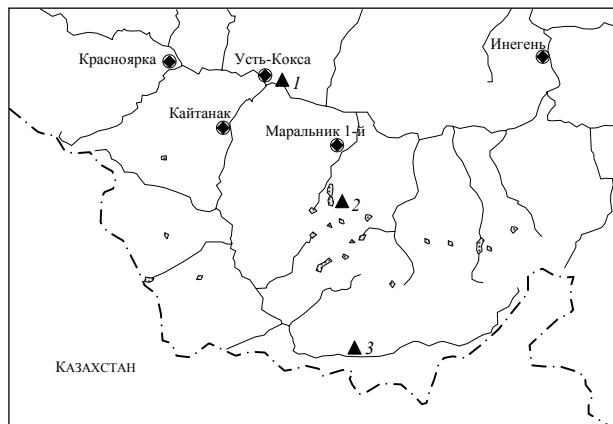 Красноярка
Усть-Кокса
Инегень
1
Кайтанак
Маральник 1-й
2
3
КАЗАХСТАН